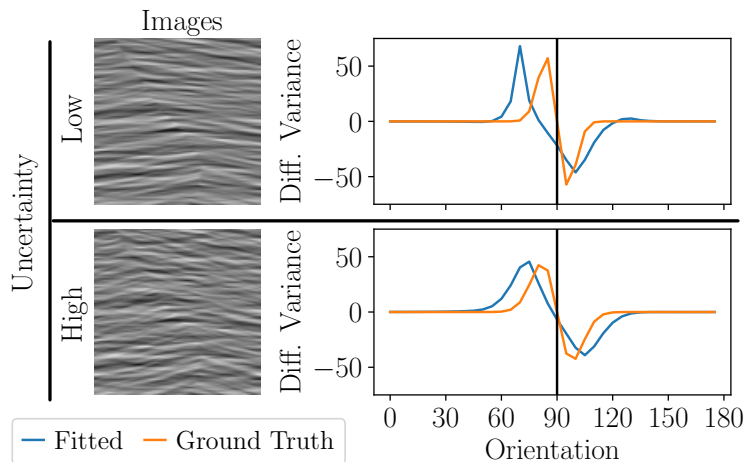 Images
Uncertainty
Low
Diff. Variance
50
0
−50
High
Diff. Variance
50
0
−50
0 30 60 90 120 150 180
Orientation
Fitted Ground Truth